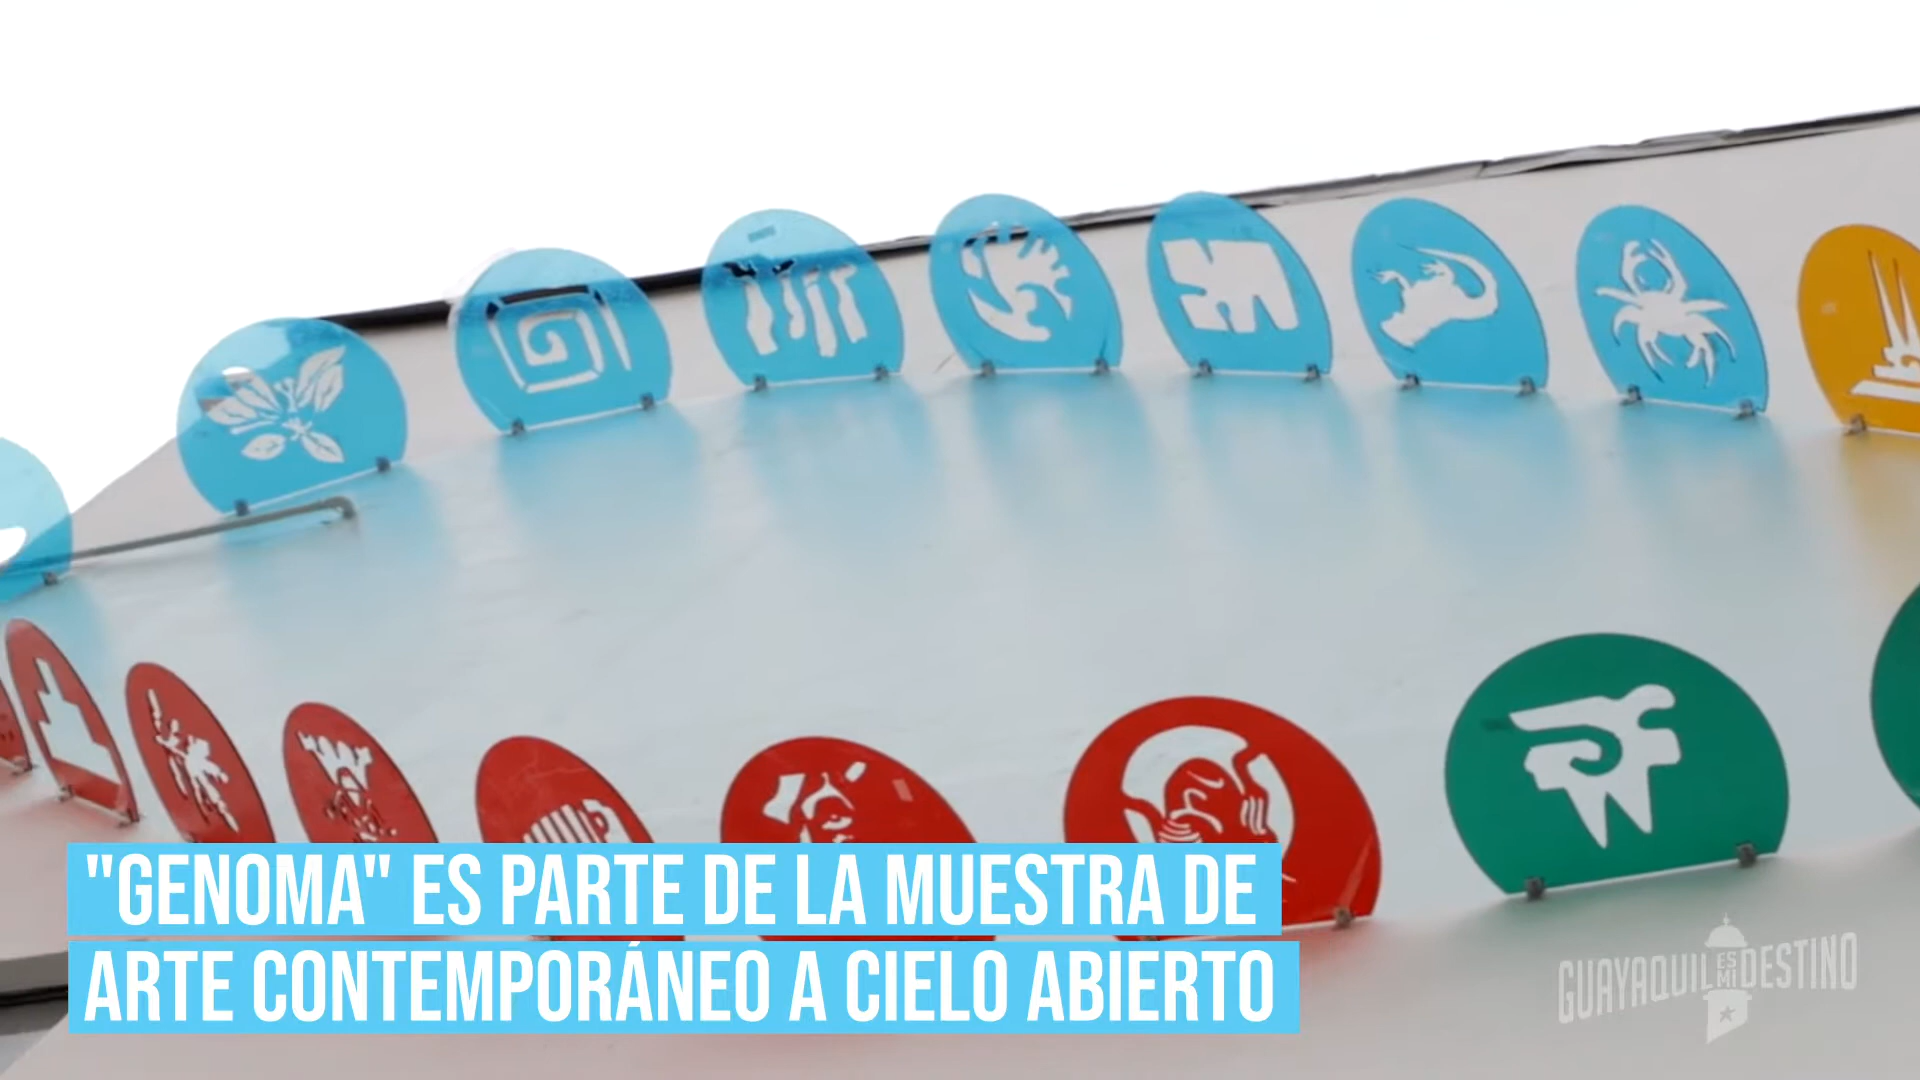 "GENOMA" ES PARTE DE LA MUESTRA DE
ARTE CONTEMPORÁNEO A CIELO ABIERTO
GUAYAQUIL ES MI DESTINO